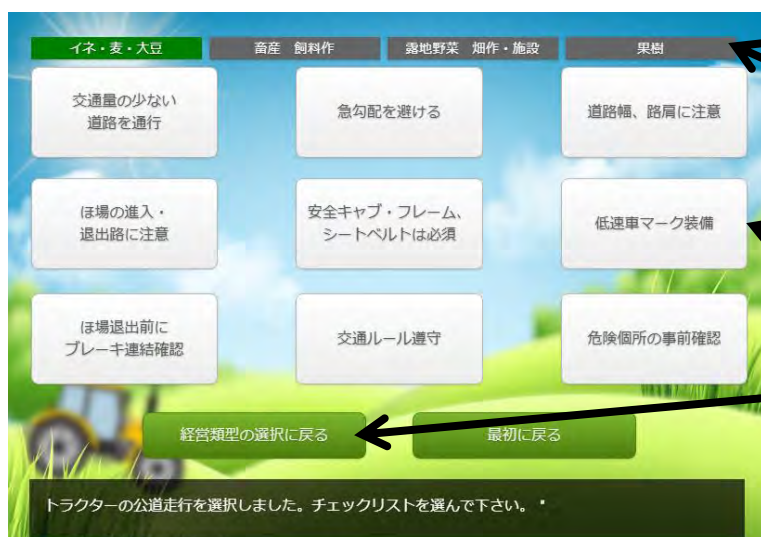 イネ・麦・大豆 畜産 飼料作 露地野菜 畑作・施設 果樹
交通量の少ない
道路を通行
急勾配を避ける
道路幅、路肩に注意
ほ場の進入・
退出路に注意
安全キャブ・フレーム、
シートベルトは必須
低速車マーク装備
ほ場退出前に
ブレーキ連結確認
交通ルール遵守
危険個所の事前確認
経営類型の選択に戻る
最初に戻る
トラクターの公道走行を選択しました。チェックリストを選んで下さい。